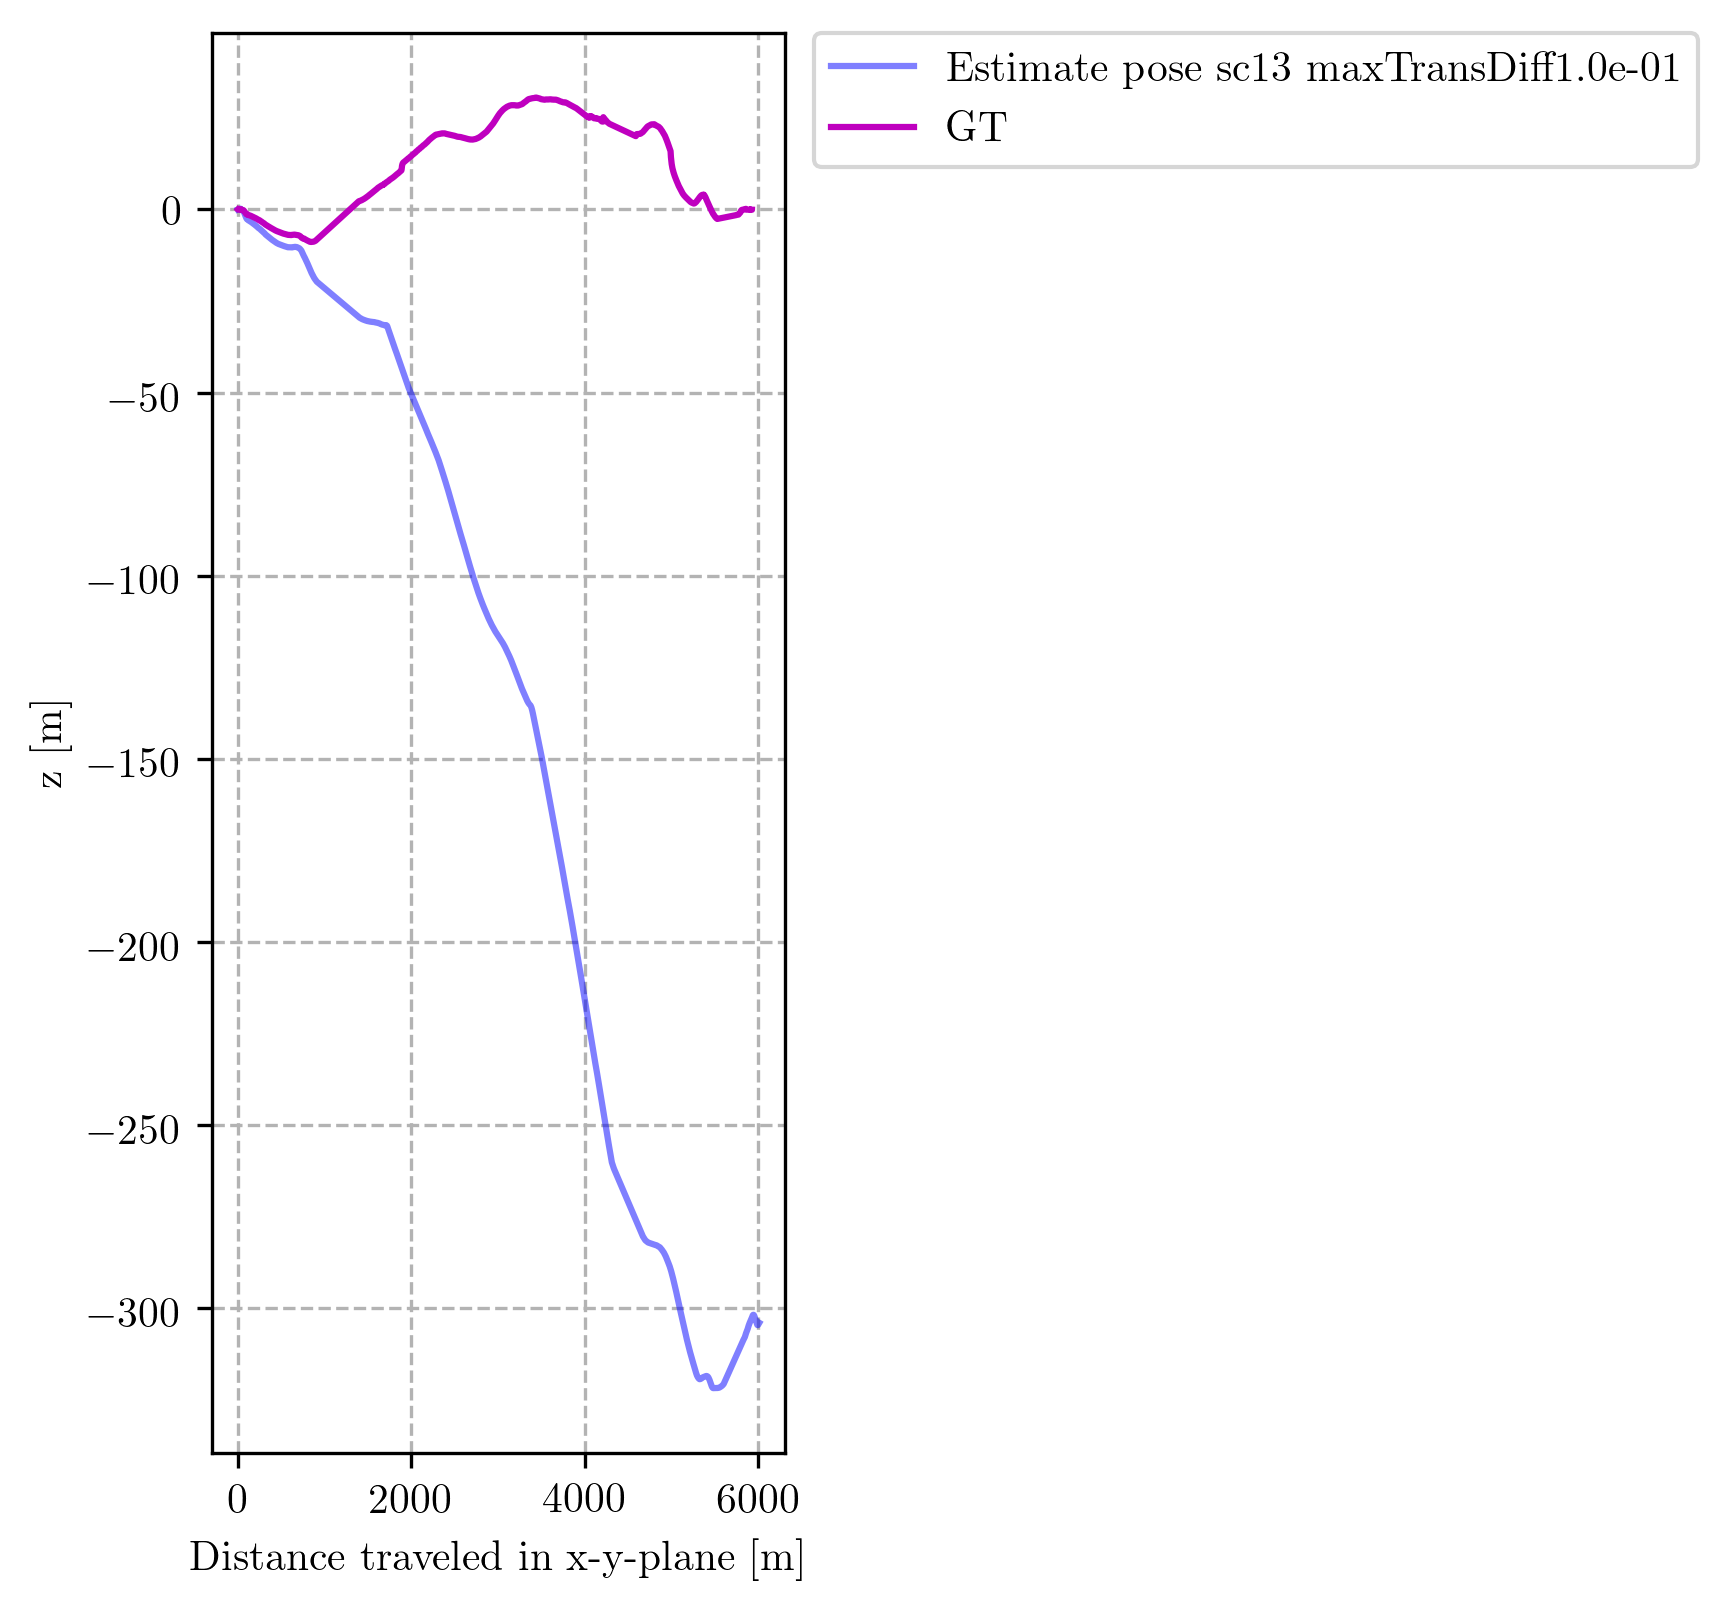 Estimate pose sc13 maxTransDiff1.0e-01
GT
z [m]
0
−50
−100
−150
−200
−250
−300
0 2000 4000 6000
Distance traveled in x-y-plane [m]